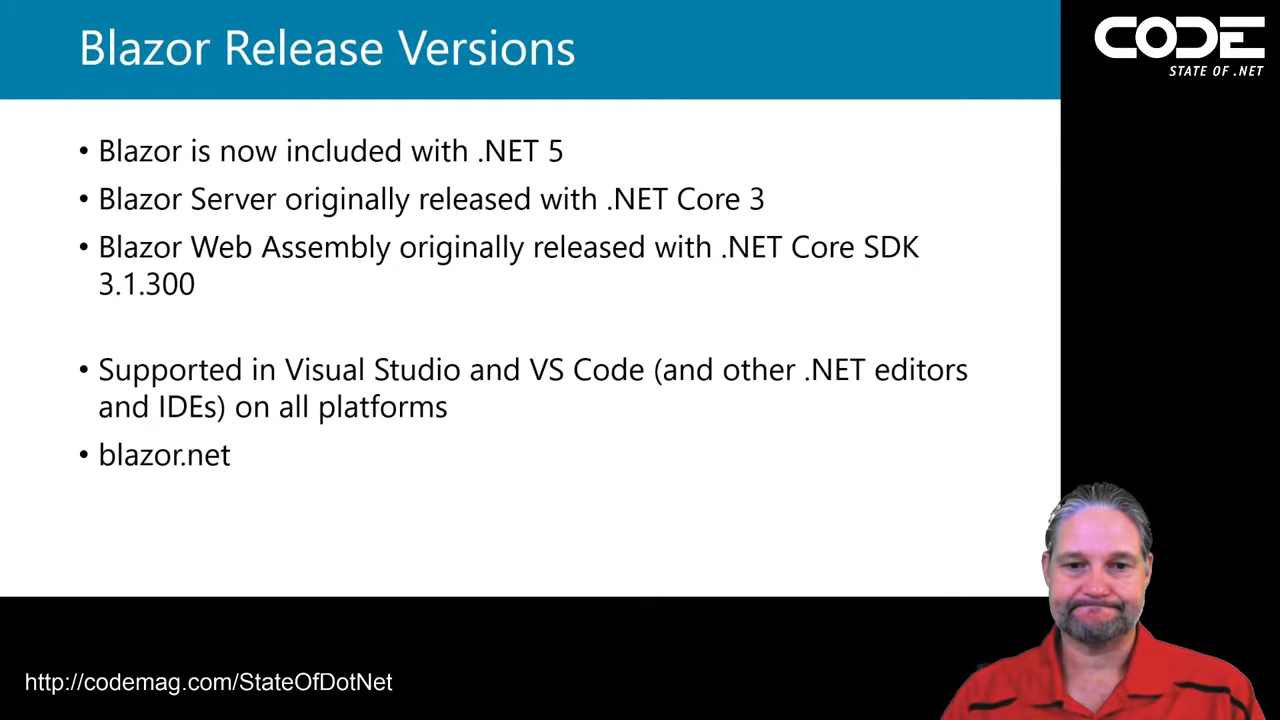 Blazor Release Versions
CODE
STATE OF .NET
• Blazor is now included with .NET 5
• Blazor Server originally released with .NET Core 3
• Blazor Web Assembly originally released with .NET Core SDK
3.1.300
• Supported in Visual Studio and VS Code (and other .NET editors
and IDEs) on all platforms
• blazor.net
http://codemag.com/StateOfDotNet